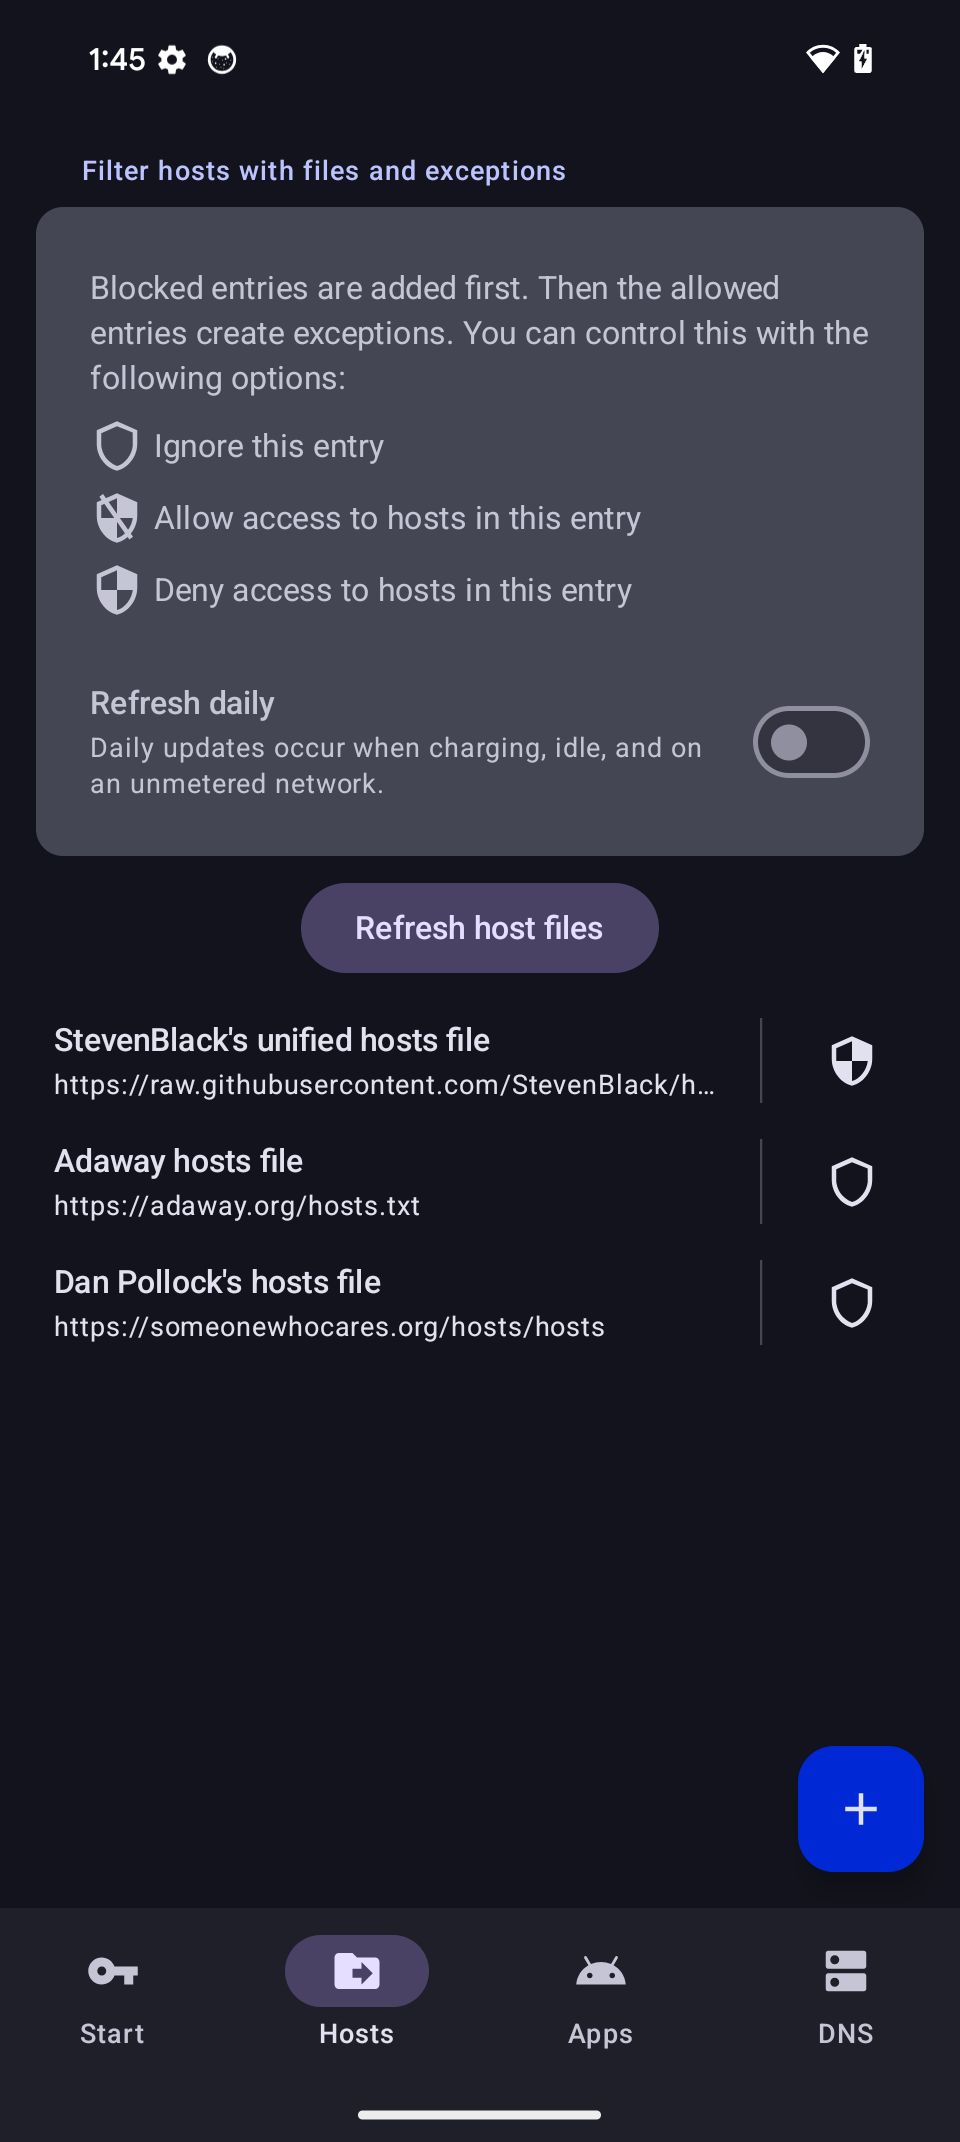 1:45
Filter hosts with files and exceptions
Blocked entries are added first. Then the allowed
entries create exceptions. You can control this with the
following options:
Ignore this entry
Allow access to hosts in this entry
Deny access to hosts in this entry
Refresh daily
Daily updates occur when charging, idle, and on
an unmetered network.
Refresh host files
StevenBlack's unified hosts file
https://raw.githubusercontent.com/StevenBlack/h…
Adaway hosts file
https://adaway.org/hosts.txt
Dan Pollock's hosts file
https://someonewhocares.org/hosts/hosts
Start
Hosts
Apps
DNS